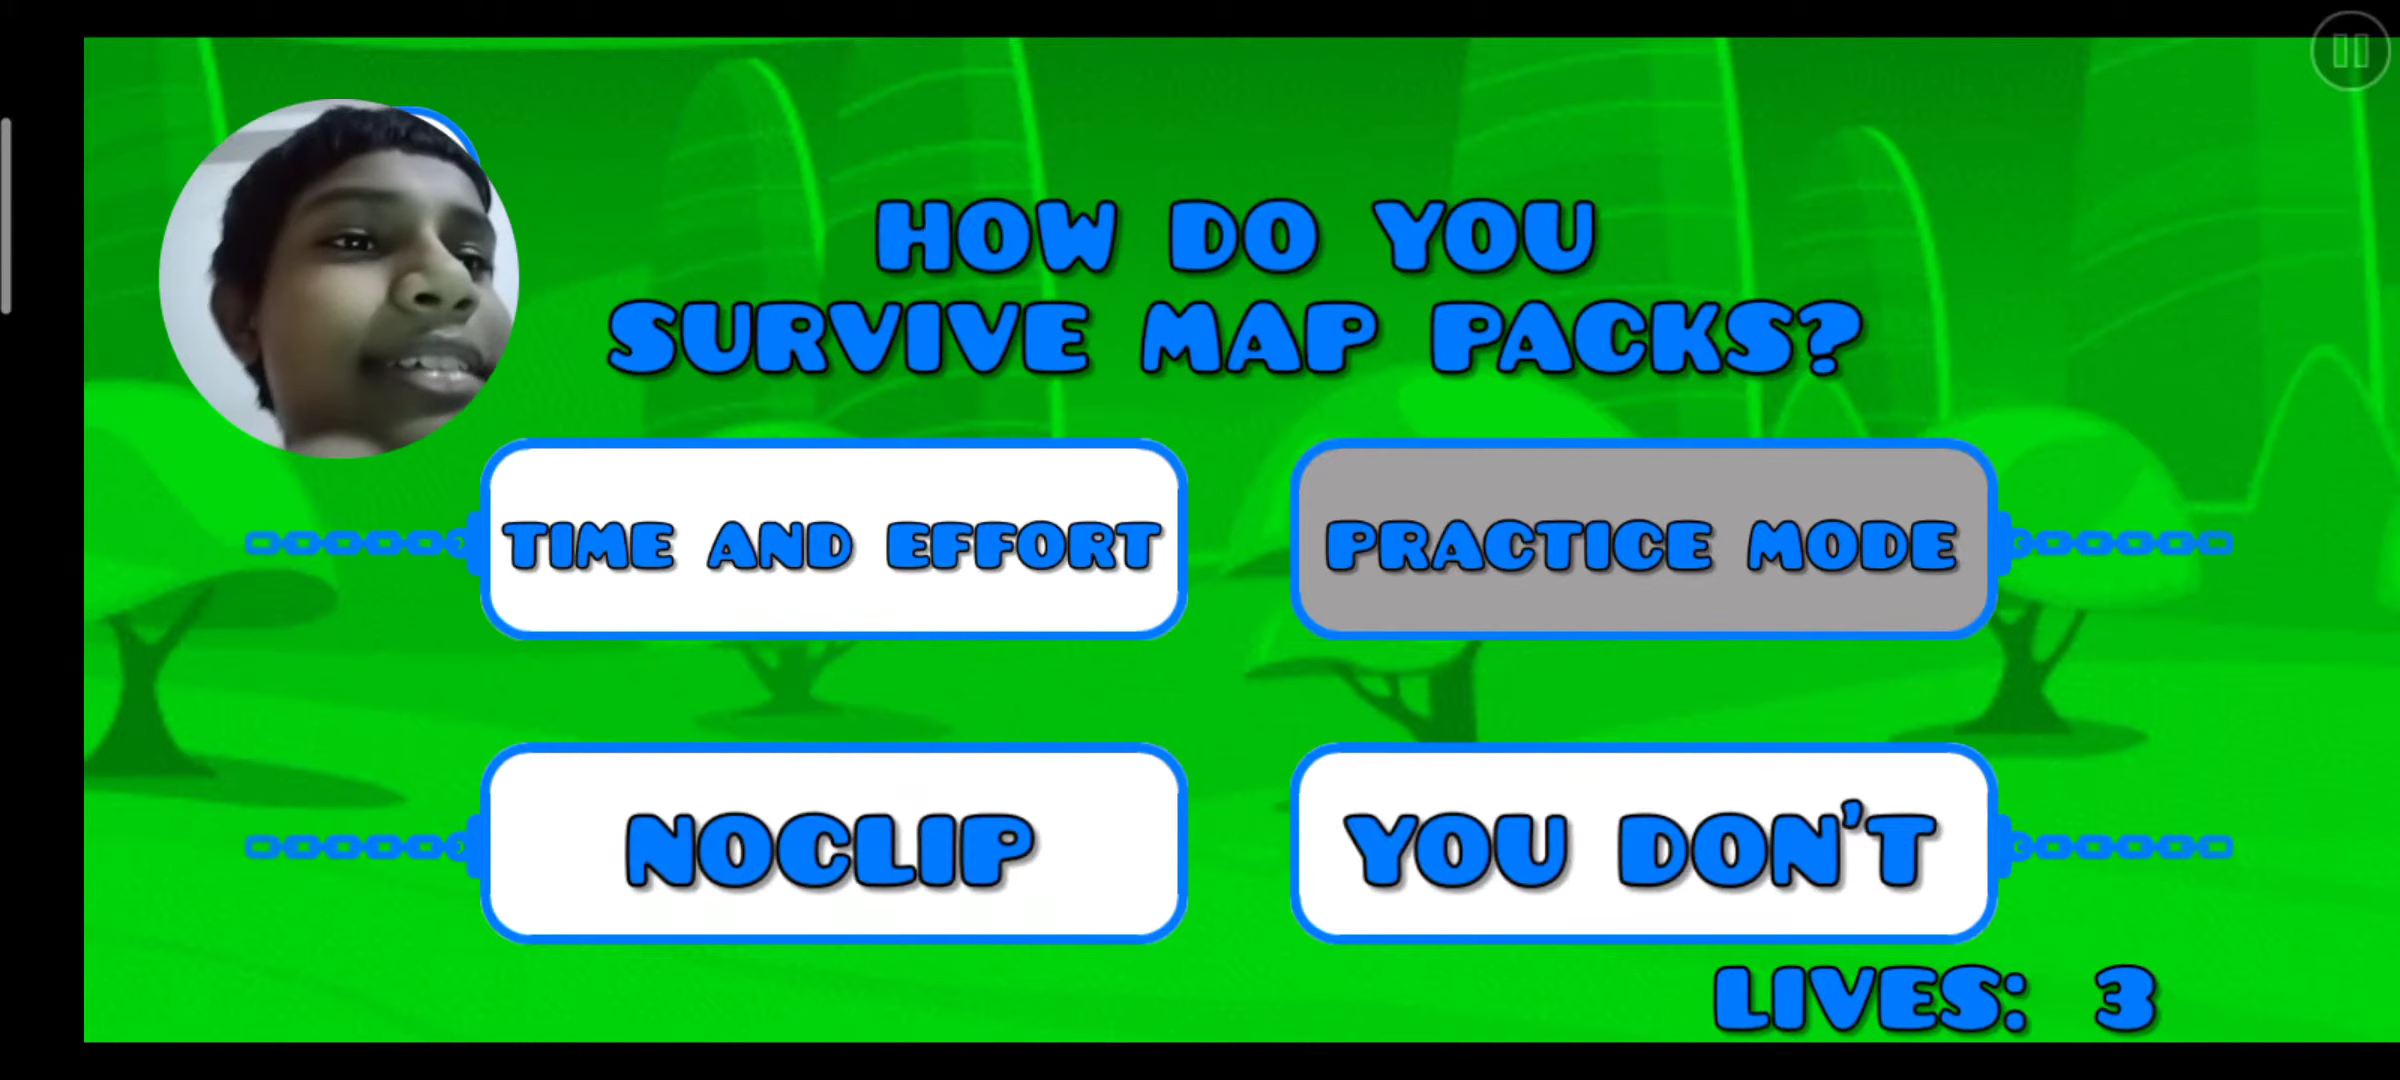 HOW DO YOU
SURVIVE MAP PACKS?
TIME AND EFFORT
PRACTICE MODE
NOCLIP
YOU DON'T
LIVES: 3